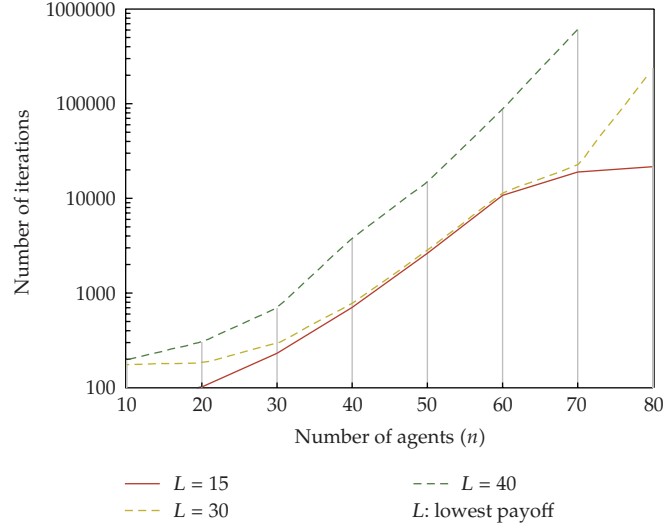 1000000
100000
10000
1000
100
Number of iterations
10 20 30 40 50 60 70 80
Number of agents (n)
L = 15
L = 30
L = 40
L: lowest payoff